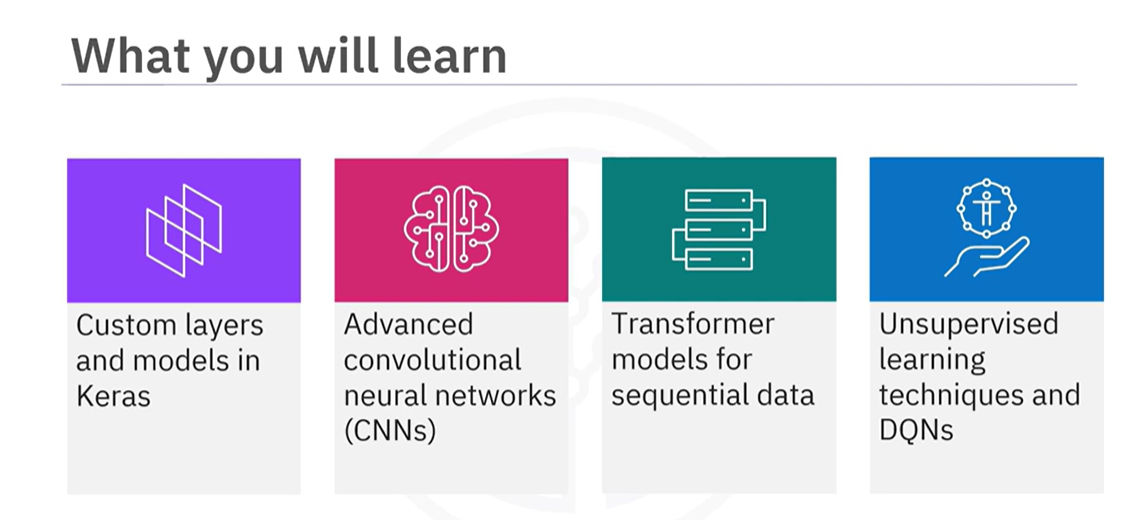 What you will learn
Custom layers
and models in
Keras
Advanced
convolutional
neural networks
(CNNs)
Transformer
models for
sequential data
Unsupervised
learning
techniques and
DQNs